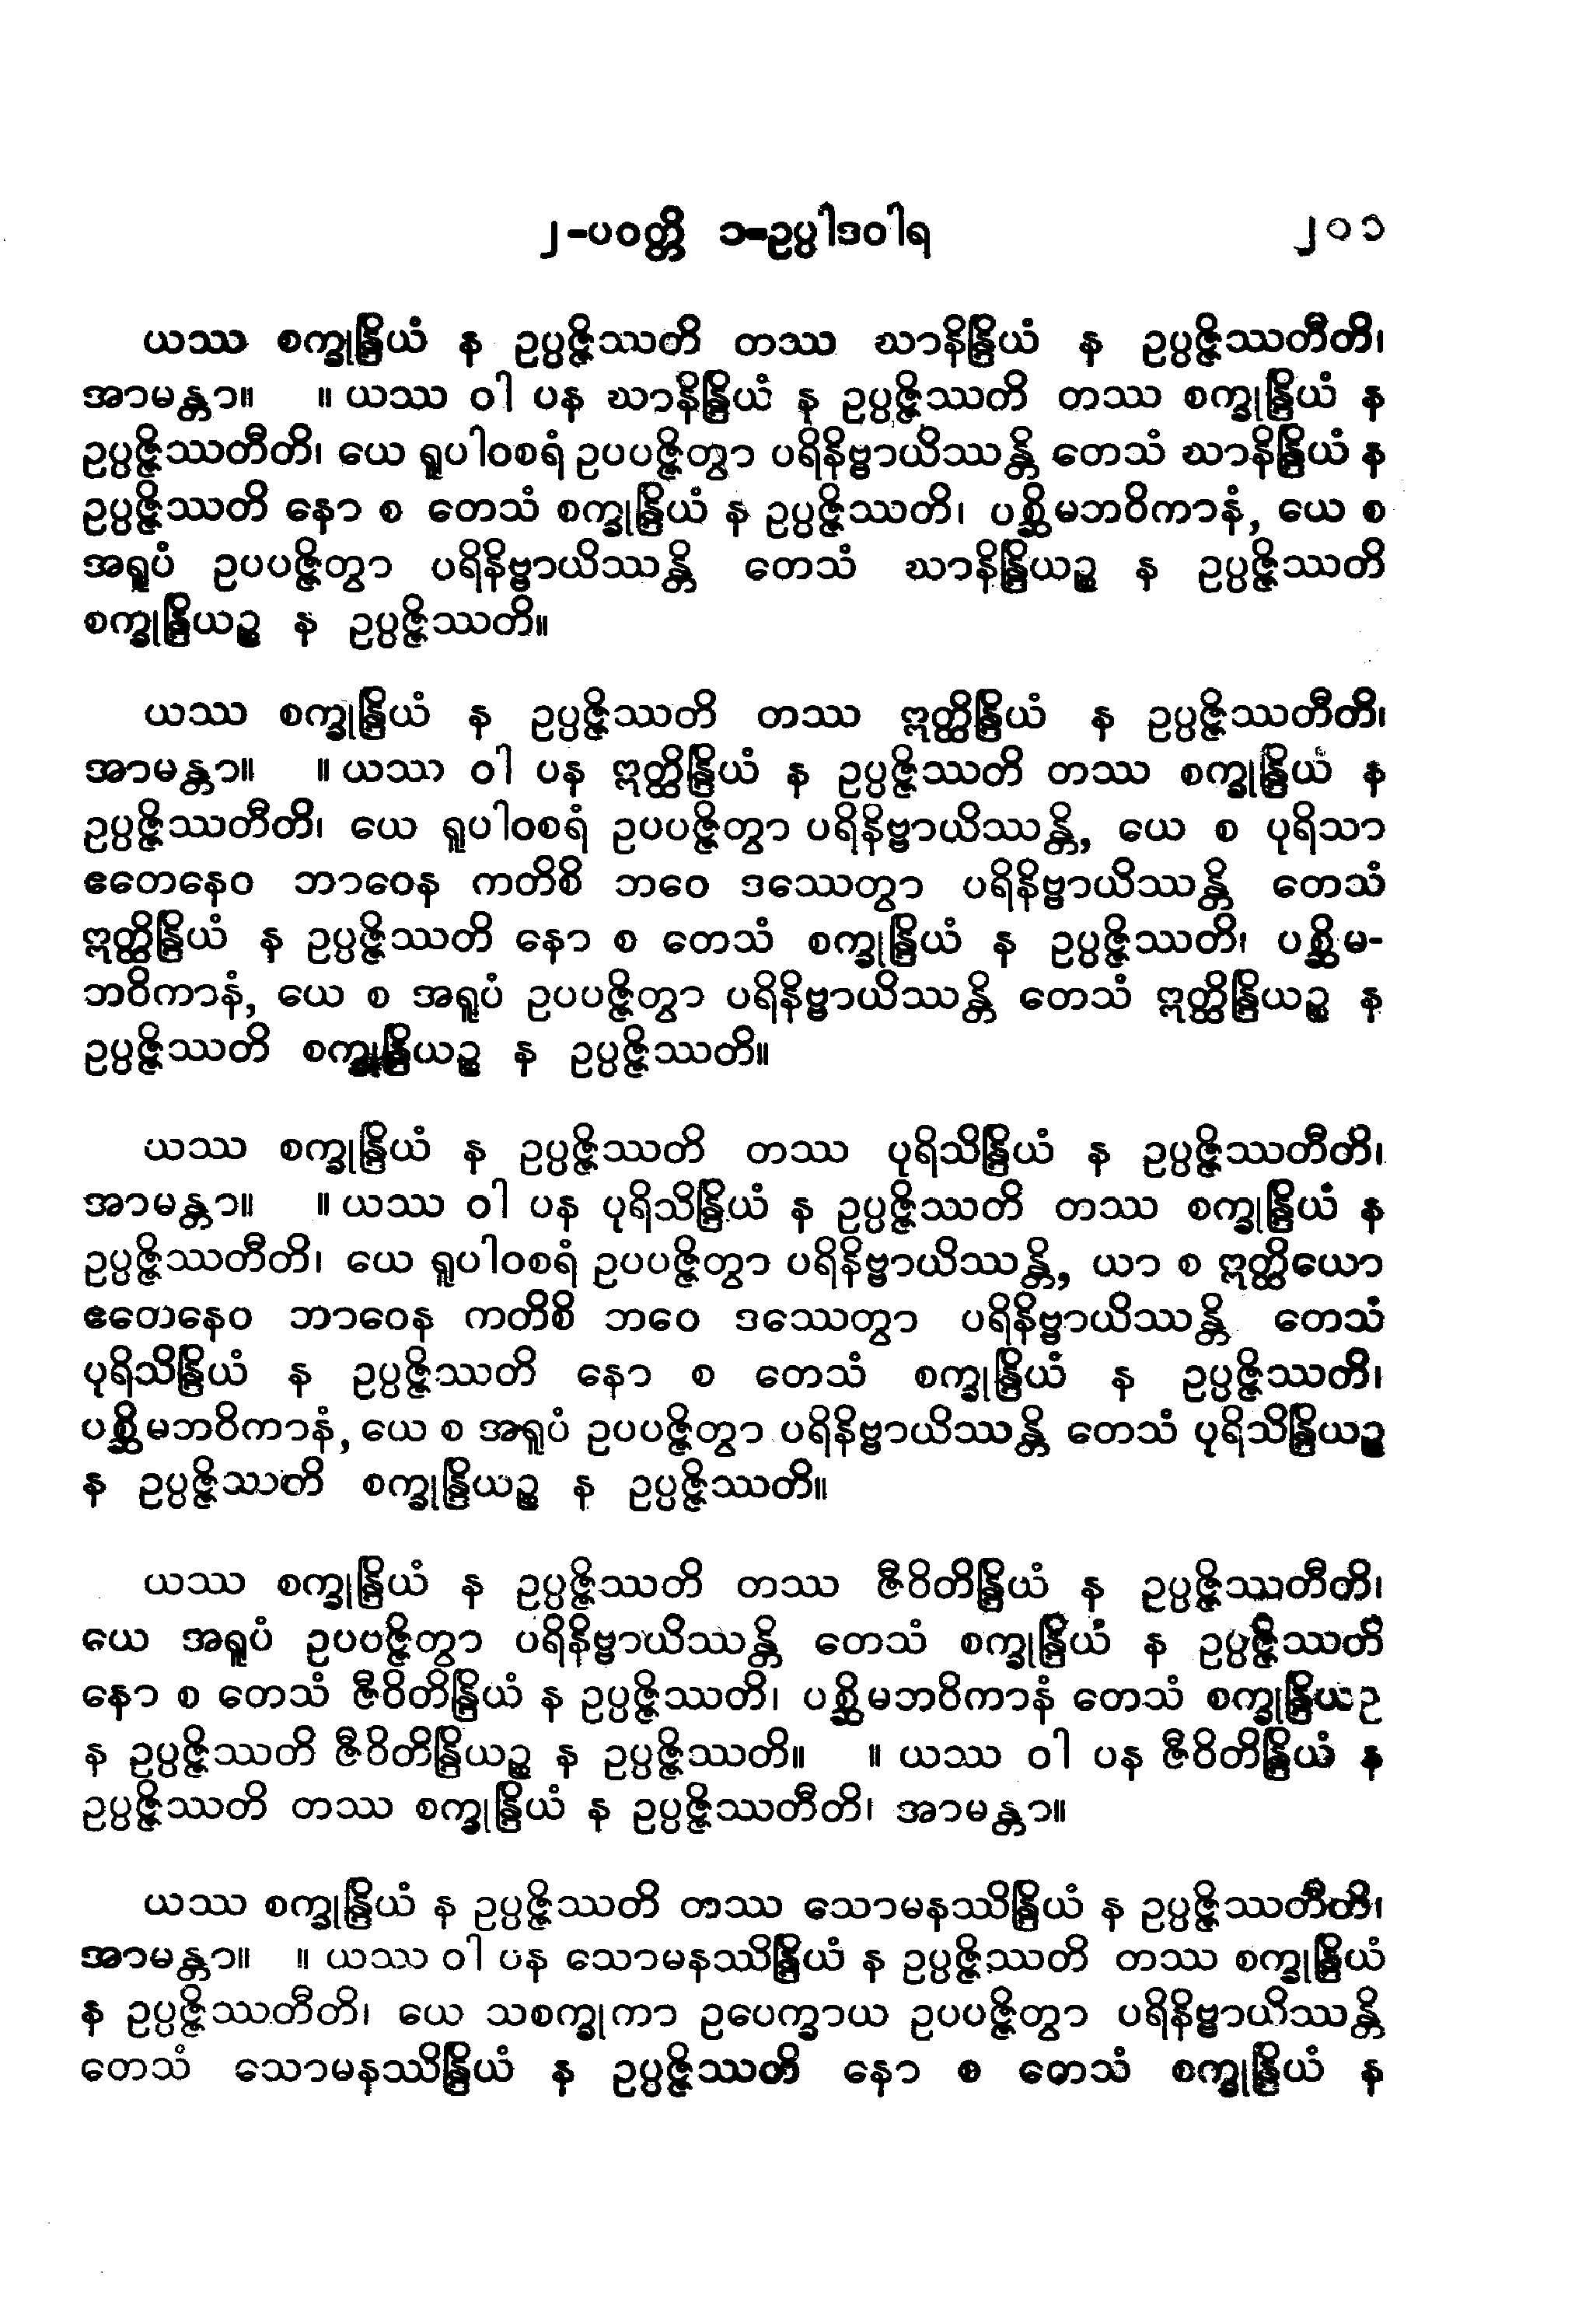 ၂-ပဝတ္တိ ၁-ဥပ္ပါဒဝါရ ၂၀၁
ယဿ စက္ခုန္ဒြိယံ န ဥပ္ပဇ္ဇိဿတိ တဿ ဃာနိန္ဒြိယံ န ဥပ္ပဇ္ဇိဿတီတိ၊
အာမန္တာ။ ။ ယဿ ဝါ ပန ဃာနိန္ဒြိယံ န ဥပ္ပဇ္ဇိဿတိ တဿ စက္ခုန္ဒြိယံ န
ဥပ္ပဇ္ဇိဿတီတိ၊ ယေ ရူပါဝစရံ ဥပပဇ္ဇိတွာ ပရိနိဗ္ဗာယိဿန္တိ တေသံ ဃာနိန္ဒြိယံ န
ဥပ္ပဇ္ဇိဿတိ နော စ တေသံ စက္ခုန္ဒြိယံ န ဥပ္ပဇ္ဇိဿတိ၊ ပစ္ဆိမဘဝိကာနံ, ယေ စ
အရူပံ ဥပပဇ္ဇိတွာ ပရိနိဗ္ဗာယိဿန္တိ တေသံ ဃာနိန္ဒြိယဉ္စ န ဥပ္ပဇ္ဇိဿတိ
စက္ခုန္ဒြိယဉ္စ န ဥပ္ပဇ္ဇိဿတိ။
ယဿ စက္ခုန္ဒြိယံ န ဥပ္ပဇ္ဇိဿတိ တဿ ဣတ္ထိန္ဒြိယံ န ဥပ္ပဇ္ဇိဿတီတိ၊
အာမန္တာ။ ။ ယဿ ဝါ ပန ဣတ္ထိန္ဒြိယံ န ဥပ္ပဇ္ဇိဿတိ တဿ စက္ခုန္ဒြိယံ န
ဥပ္ပဇ္ဇိဿတီတိ၊ ယေ ရူပါဝစရံ ဥပပဇ္ဇိတွာ ပရိနိဗ္ဗာယိဿန္တိ, ယေ စ ပုရိသာ
ဧတေနေဝ ဘာဝေန ကတိစိ ဘဝေ ဒဿေတွာ ပရိနိဗ္ဗာယိဿန္တိ တေသံ
ဣတ္ထိန္ဒြိယံ န ဥပ္ပဇ္ဇိဿတိ နော စ တေသံ စက္ခုန္ဒြိယံ န ဥပ္ပဇ္ဇိဿတိ၊ ပစ္ဆိမ-
ဘဝိကာနံ, ယေ စ အရူပံ ဥပပဇ္ဇိတွာ ပရိနိဗ္ဗာယိဿန္တိ တေသံ ဣတ္ထိန္ဒြိယဉ္စ န
ဥပ္ပဇ္ဇိဿတိ စက္ခုန္ဒြိယဉ္စ န ဥပ္ပဇ္ဇိဿတိ။
ယဿ စက္ခုန္ဒြိယံ န ဥပ္ပဇ္ဇိဿတိ တဿ ပုရိသိန္ဒြိယံ န ဥပ္ပဇ္ဇိဿတီတိ၊
အာမန္တာ။ ။ ယဿ ဝါ ပန ပုရိသိန္ဒြိယံ န ဥပ္ပဇ္ဇိဿတိ တဿ စက္ခုန္ဒြိယံ န
ဥပ္ပဇ္ဇိဿတီတိ၊ ယေ ရူပါဝစရံ ဥပပဇ္ဇိတွာ ပရိနိဗ္ဗာယိဿန္တိ, ယာ စ ဣတ္ထိယော
ဧတေနေဝ ဘာဝေန ကတိစိ ဘဝေ ဒဿေတွာ ပရိနိဗ္ဗာယိဿန္တိ တေသံ
ပုရိသိန္ဒြိယံ န ဥပ္ပဇ္ဇိဿတိ နော စ တေသံ စက္ခုန္ဒြိယံ န ဥပ္ပဇ္ဇိဿတိ၊
ပစ္ဆိမဘဝိကာနံ, ယေ စ အရူပံ ဥပပဇ္ဇိတွာ ပရိနိဗ္ဗာယိဿန္တိ တေသံ ပုရိသိန္ဒြိယဉ္စ
န ဥပ္ပဇ္ဇိဿတိ စက္ခုန္ဒြိယဉ္စ န ဥပ္ပဇ္ဇိဿတိ။
ယဿ စက္ခုန္ဒြိယံ န ဥပ္ပဇ္ဇိဿတိ တဿ ဇီဝိတိန္ဒြိယံ န ဥပ္ပဇ္ဇိဿတီတိ၊
ယေ အရူပံ ဥပပဇ္ဇိတွာ ပရိနိဗ္ဗာယိဿန္တိ တေသံ စက္ခုန္ဒြိယံ န ဥပ္ပဇ္ဇိဿတိ
နော စ တေသံ ဇီဝိတိန္ဒြိယံ န ဥပ္ပဇ္ဇိဿတိ၊ ပစ္ဆိမဘဝိကာနံ တေသံ စက္ခုန္ဒြိယဉ
န ဥပ္ပဇ္ဇိဿတိ ဇီဝိတိန္ဒြိယဉ္စ န ဥပ္ပဇ္ဇိဿတိ။ ။ ယဿ ဝါ ပန ဇီဝိတိန္ဒြိယံ န
ဥပ္ပဇ္ဇိဿတိ တဿ စက္ခုန္ဒြိယံ န ဥပ္ပဇ္ဇိဿတီတိ၊ အာမန္တာ။
ယဿ စက္ခုန္ဒြိယံ န ဥပ္ပဇ္ဇိဿတိ တဿ သောမနဿိန္ဒြိယံ န ဥပ္ပဇ္ဇိဿတီတိ၊
အာမန္တာ။ ။ ယဿ ဝါ ပန သောမနဿိန္ဒြိယံ န ဥပ္ပဇ္ဇိဿတိ တဿ စက္ခုန္ဒြိယံ
န ဥပ္ပဇ္ဇိဿတီတိ၊ ယေ သစက္ခုကာ ဥပေက္ခာယ ဥပပဇ္ဇိတွာ ပရိနိဗ္ဗာယိဿန္တိ
တေသံ သောမနဿိန္ဒြိယံ န ဥပ္ပဇ္ဇိဿတိ နော စ တေသံ စက္ခုန္ဒြိယံ န